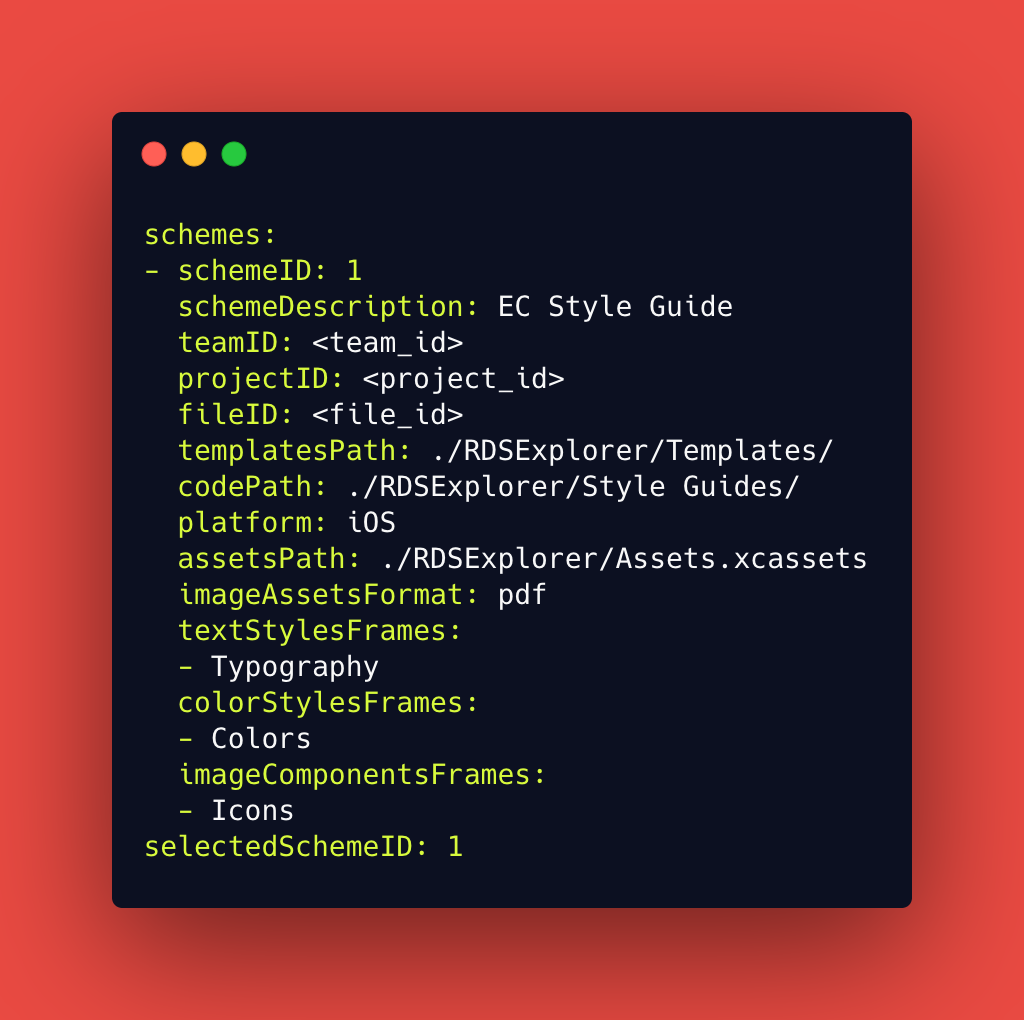 schemes:
- schemeID: 1
  schemeDescription: EC Style Guide
  teamID: <team_id>
  projectID: <project_id>
  fileID: <file_id>
  templatesPath: ./RDSExplorer/Templates/
  codePath: ./RDSExplorer/Style Guides/
  platform: iOS
  assetsPath: ./RDSExplorer/Assets.xcassets
  imageAssetsFormat: pdf
  textStylesFrames:
  - Typography
  colorStylesFrames:
  - Colors
  imageComponentsFrames:
  - Icons
selectedSchemeID: 1